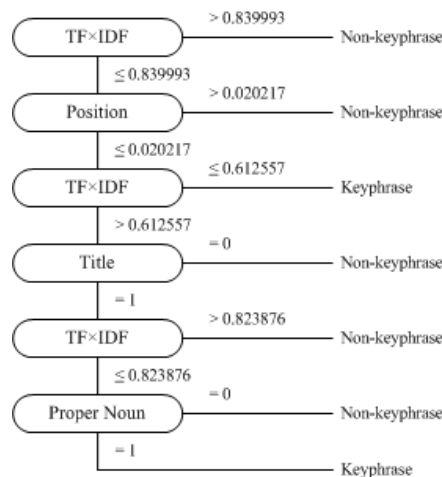 > 0.839993
TF×IDF
Non-keyphrase
≤ 0.839993
> 0.020217
Position
Non-keyphrase
≤ 0.020217
≤ 0.612557
TF×IDF
Keyphrase
> 0.612557
= 0
Title
Non-keyphrase
= 1
> 0.823876
TF×IDF
Non-keyphrase
≤ 0.823876
= 0
Proper Noun
Non-keyphrase
= 1
Keyphrase